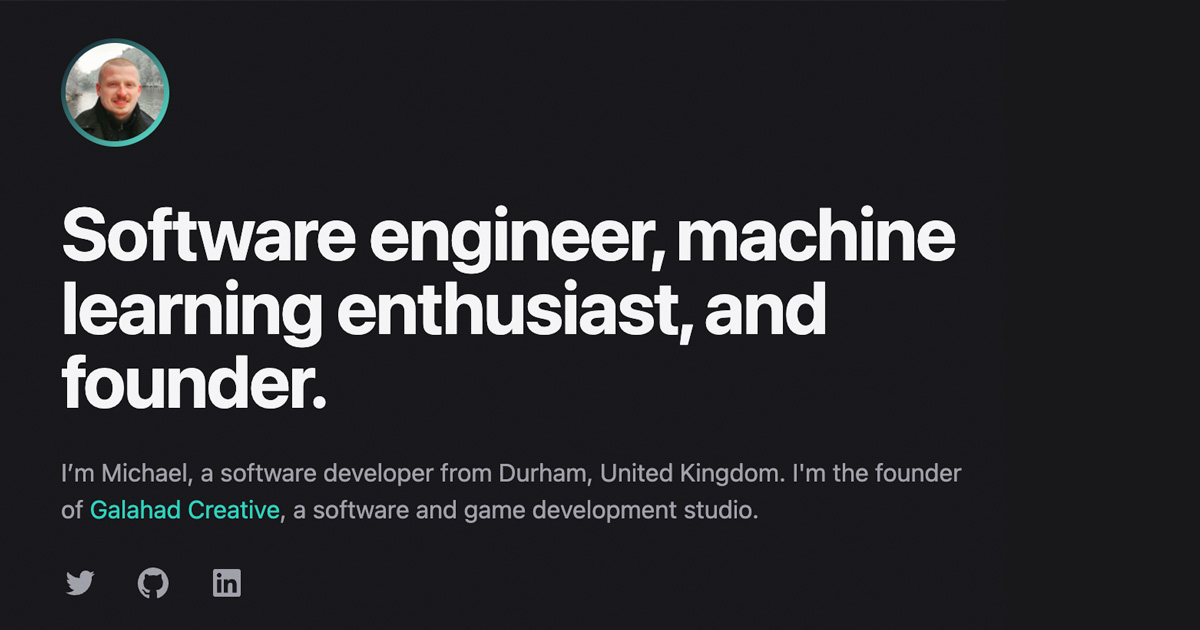 Software engineer, machine
learning enthusiast, and
founder.
I’m Michael, a software developer from Durham, United Kingdom. I'm the founder
of Galahad Creative, a software and game development studio.
in